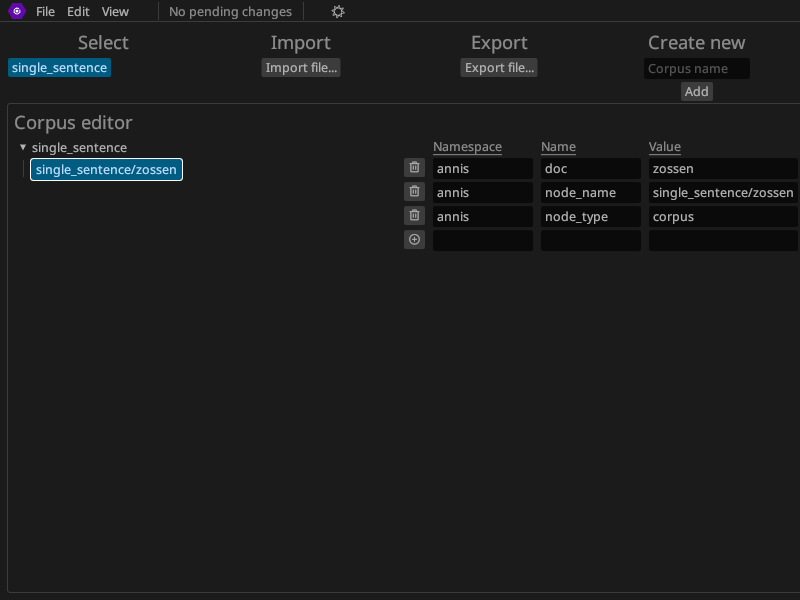 File Edit View No pending changes
Select Import Export Create new
single_sentence Import file... Export file... Corpus name
Add
Corpus editor
single_sentence Namespace Name Value
single_sentence/zossen annis doc zossen
annis node_name single_sentence/zossen
annis node_type corpus